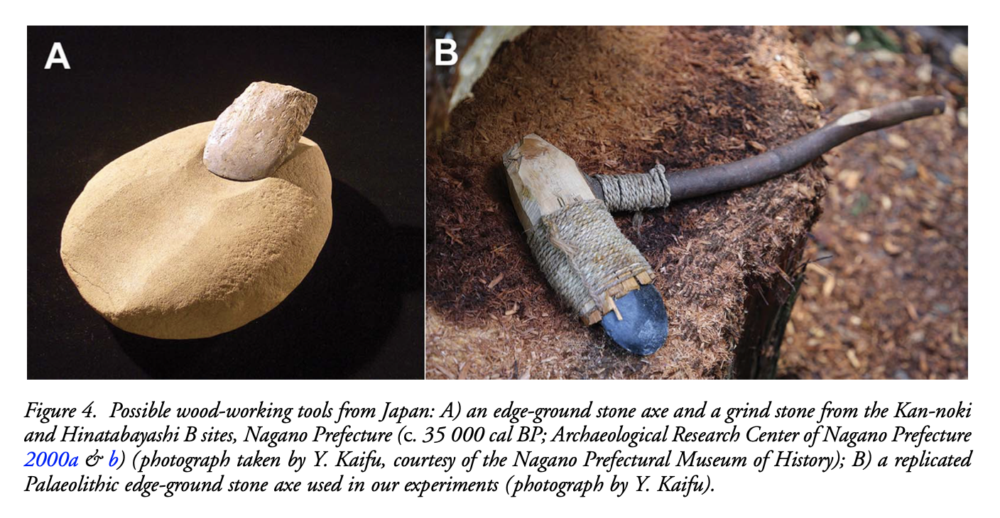 A
B
Figure 4. Possible wood-working tools from Japan: A) an edge-ground stone axe and a grind stone from the Kan-noki
and Hinatabayashi B sites, Nagano Prefecture (c. 35 000 cal BP; Archaeological Research Center of Nagano Prefecture
2000a & b) (photograph taken by Y. Kaifu, courtesy of the Nagano Prefectural Museum of History); B) a replicated
Palaeolithic edge-ground stone axe used in our experiments (photograph by Y. Kaifu).